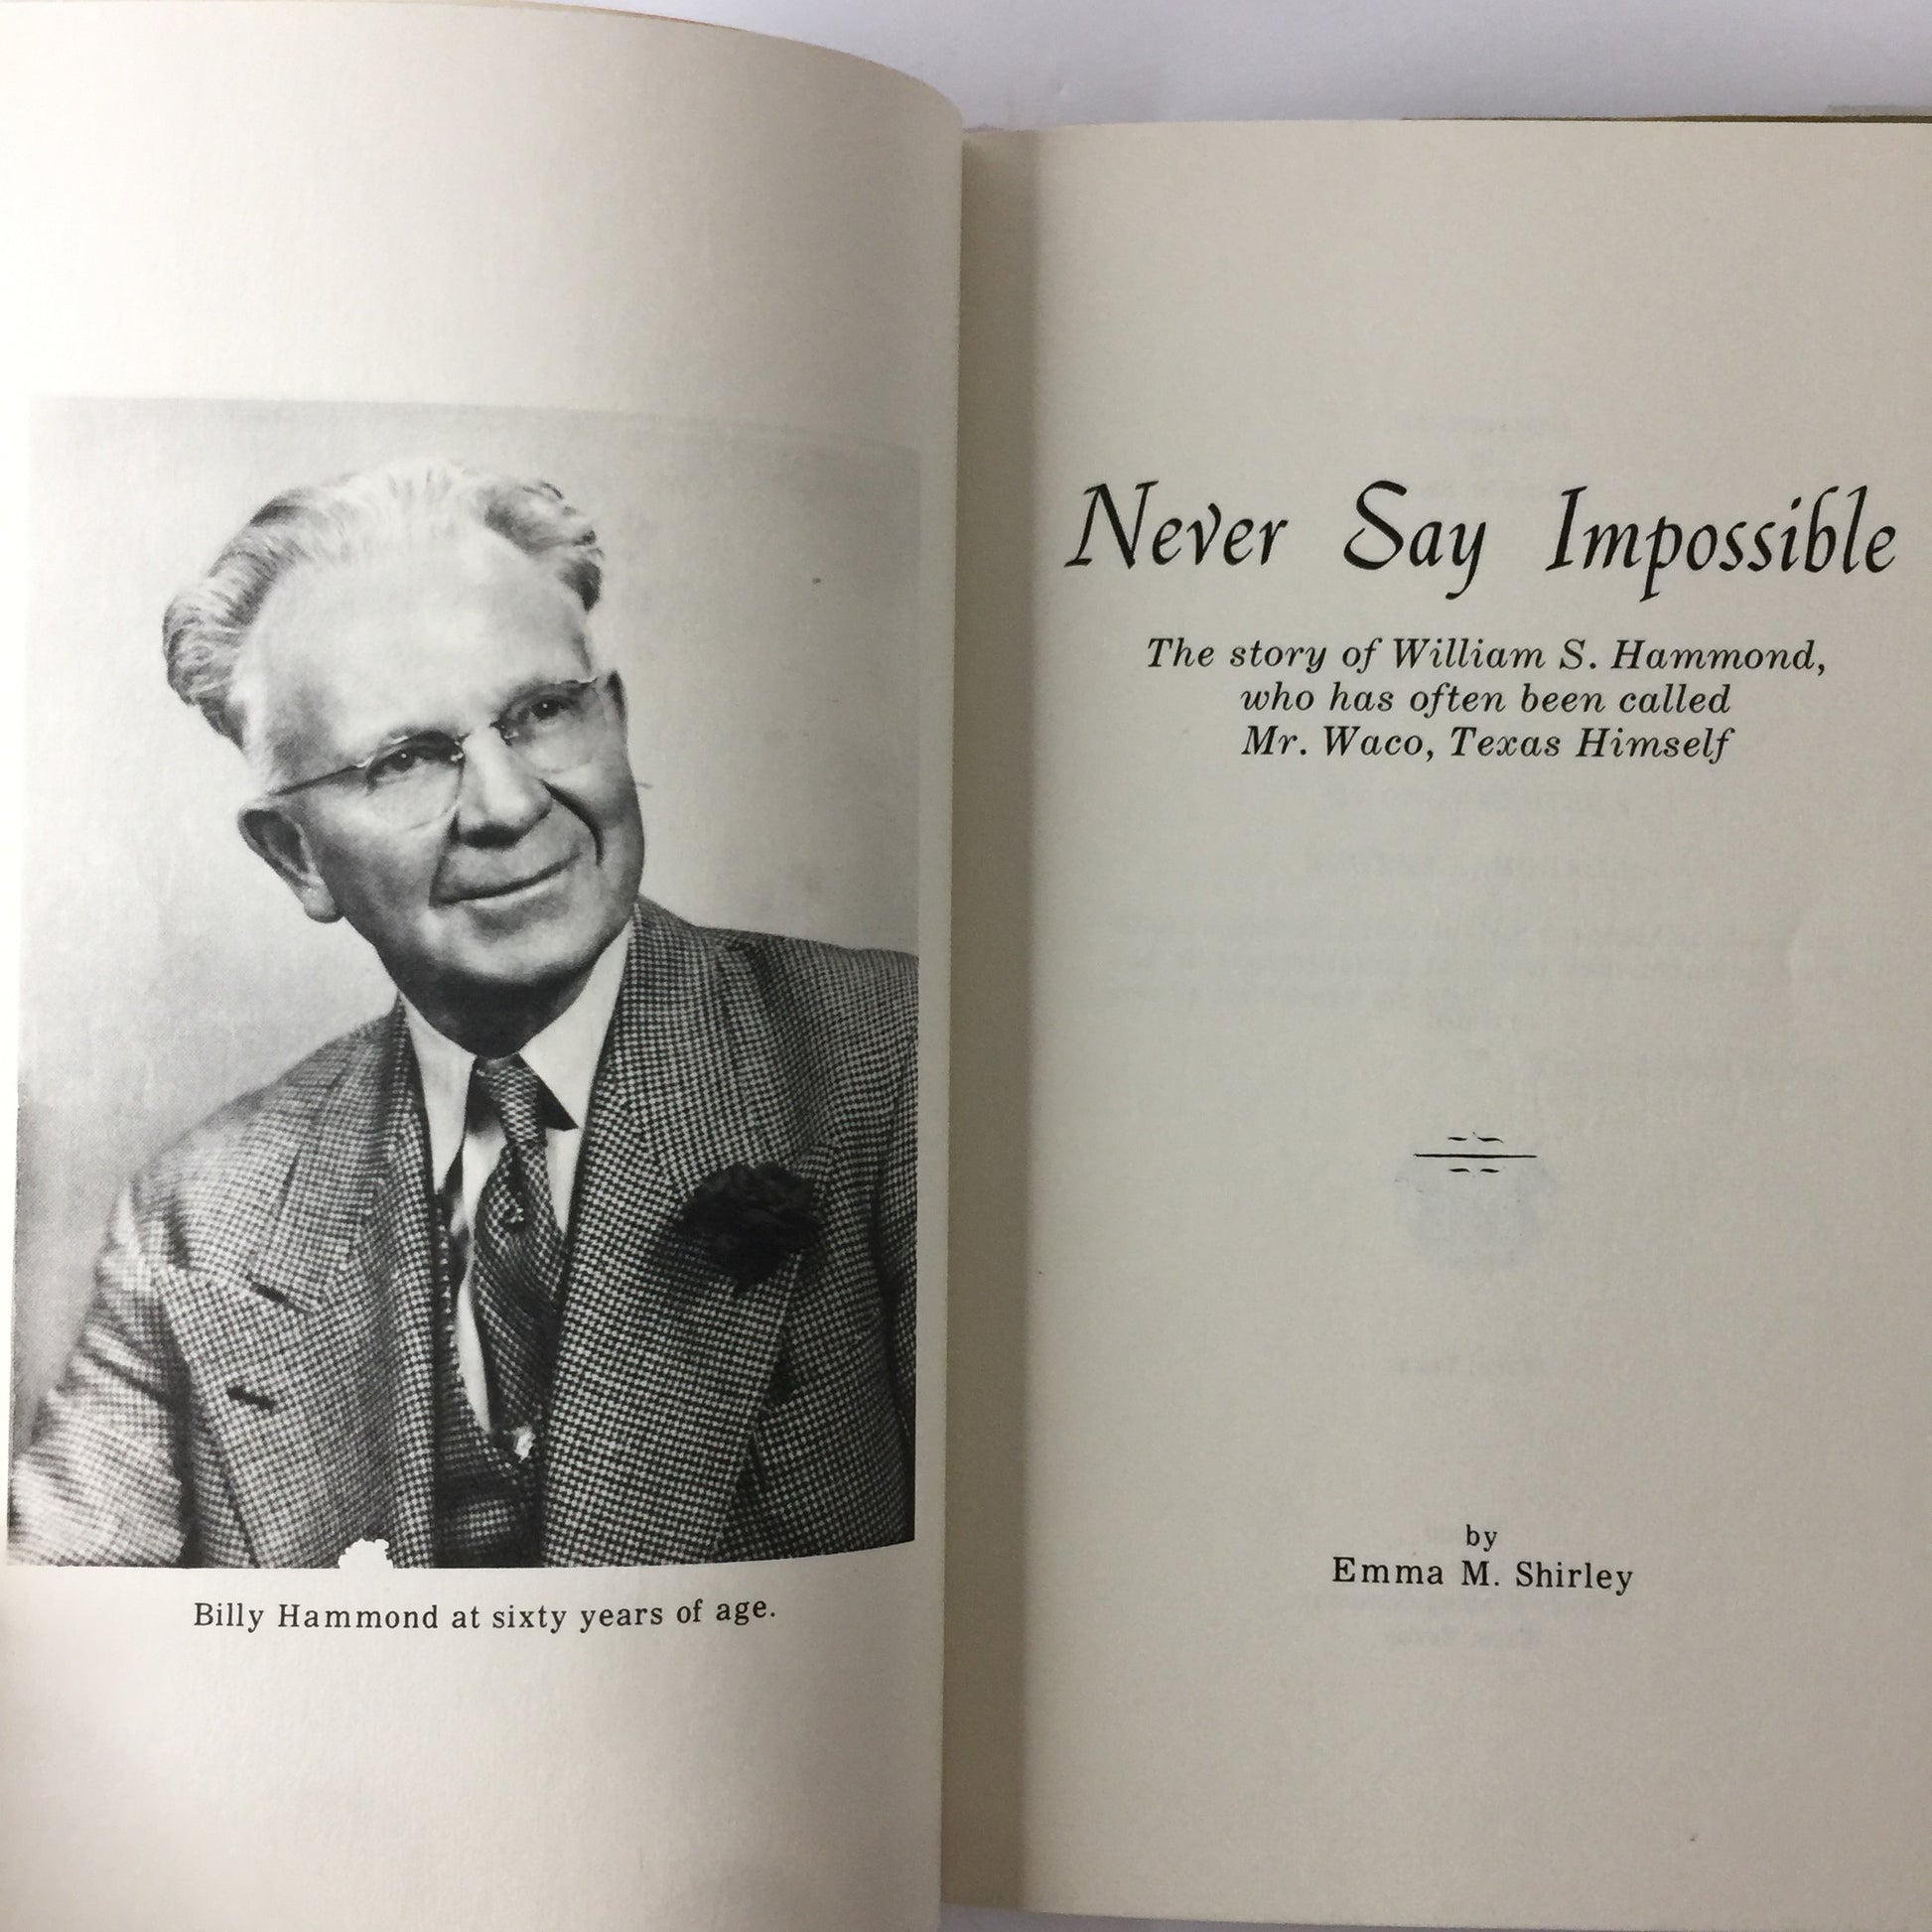 Billy Hammond at sixty years of age.
Never Say Impossible
The story of William S. Hammond,
who has often been called
Mr. Waco, Texas Himself
by
Emma M. Shirley